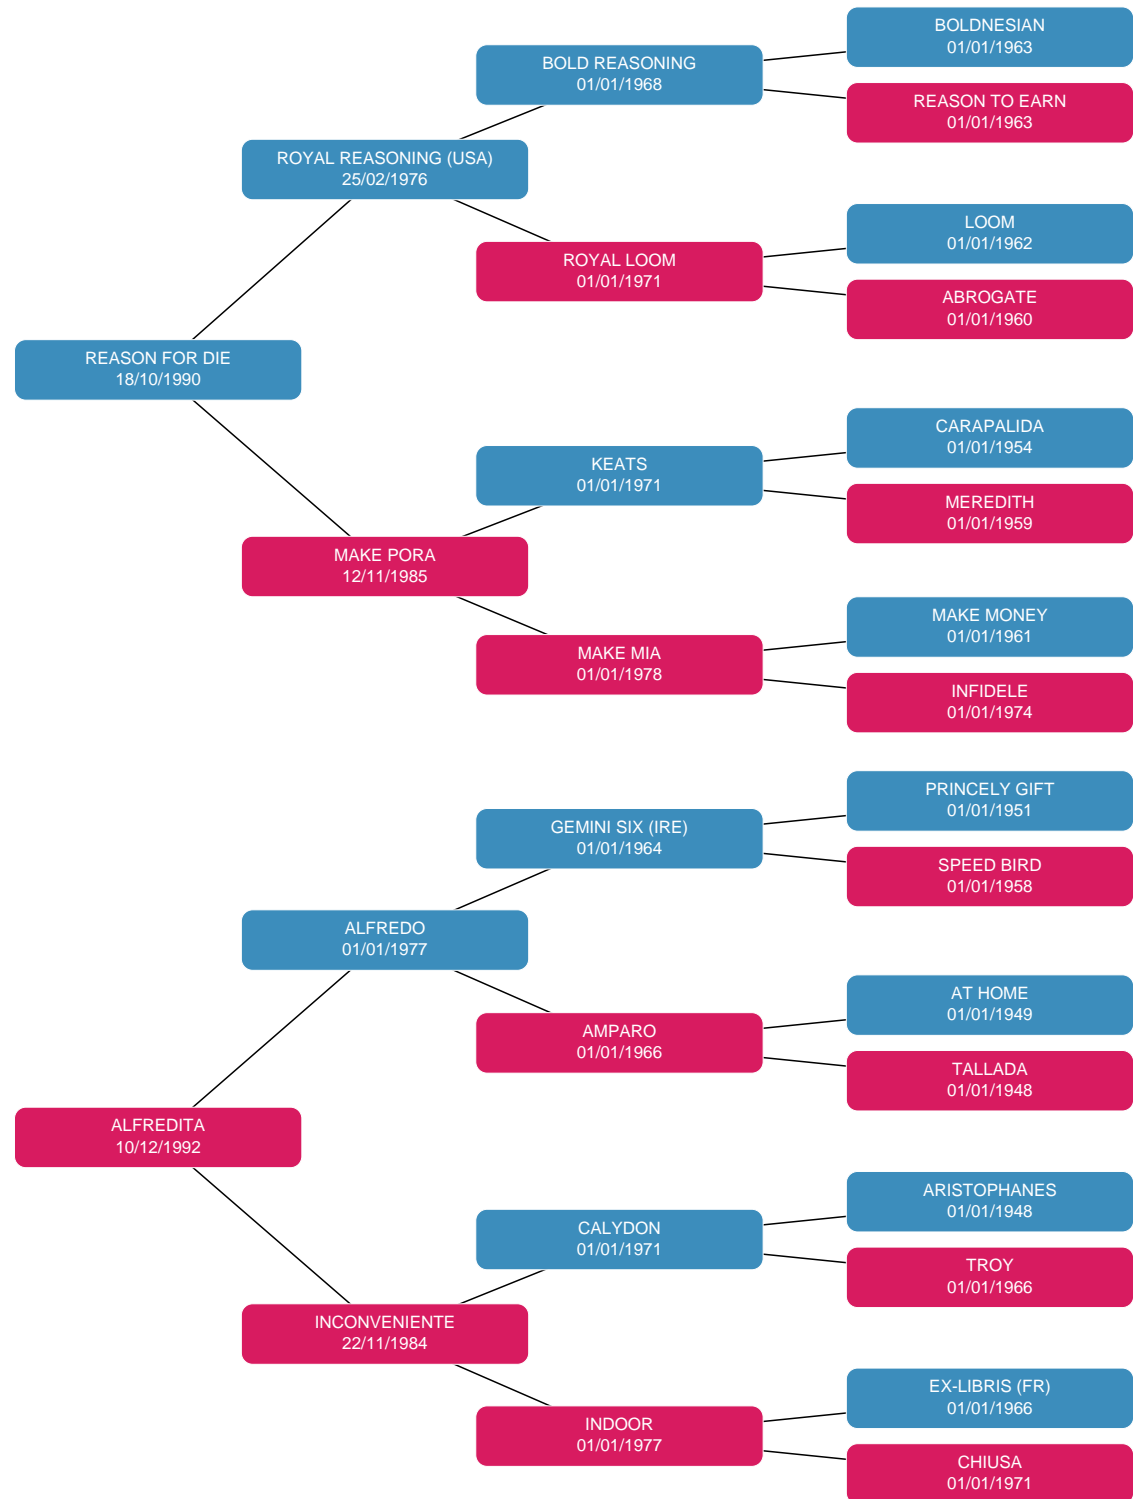 BOLDNESIAN
01/01/1963
BOLD REASONING
01/01/1968
REASON TO EARN
01/01/1963
ROYAL REASONING (USA)
25/02/1976
LOOM
01/01/1962
ROYAL LOOM
01/01/1971
ABROGATE
01/01/1960
REASON FOR DIE
18/10/1990
CARAPALIDA
01/01/1954
KEATS
01/01/1971
MEREDITH
01/01/1959
MAKE PORA
12/11/1985
MAKE MONEY
01/01/1961
MAKE MIA
01/01/1978
INFIDELE
01/01/1974
PRINCELY GIFT
01/01/1951
GEMINI SIX (IRE)
01/01/1964
SPEED BIRD
01/01/1958
ALFREDO
01/01/1977
AT HOME
01/01/1949
AMPARO
01/01/1966
TALLADA
01/01/1948
ALFREDITA
10/12/1992
ARISTOPHANES
01/01/1948
CALYDON
01/01/1971
TROY
01/01/1966
INCONVENIENTE
22/11/1984
EX-LIBRIS (FR)
01/01/1966
INDOOR
01/01/1977
CHIUSA
01/01/1971